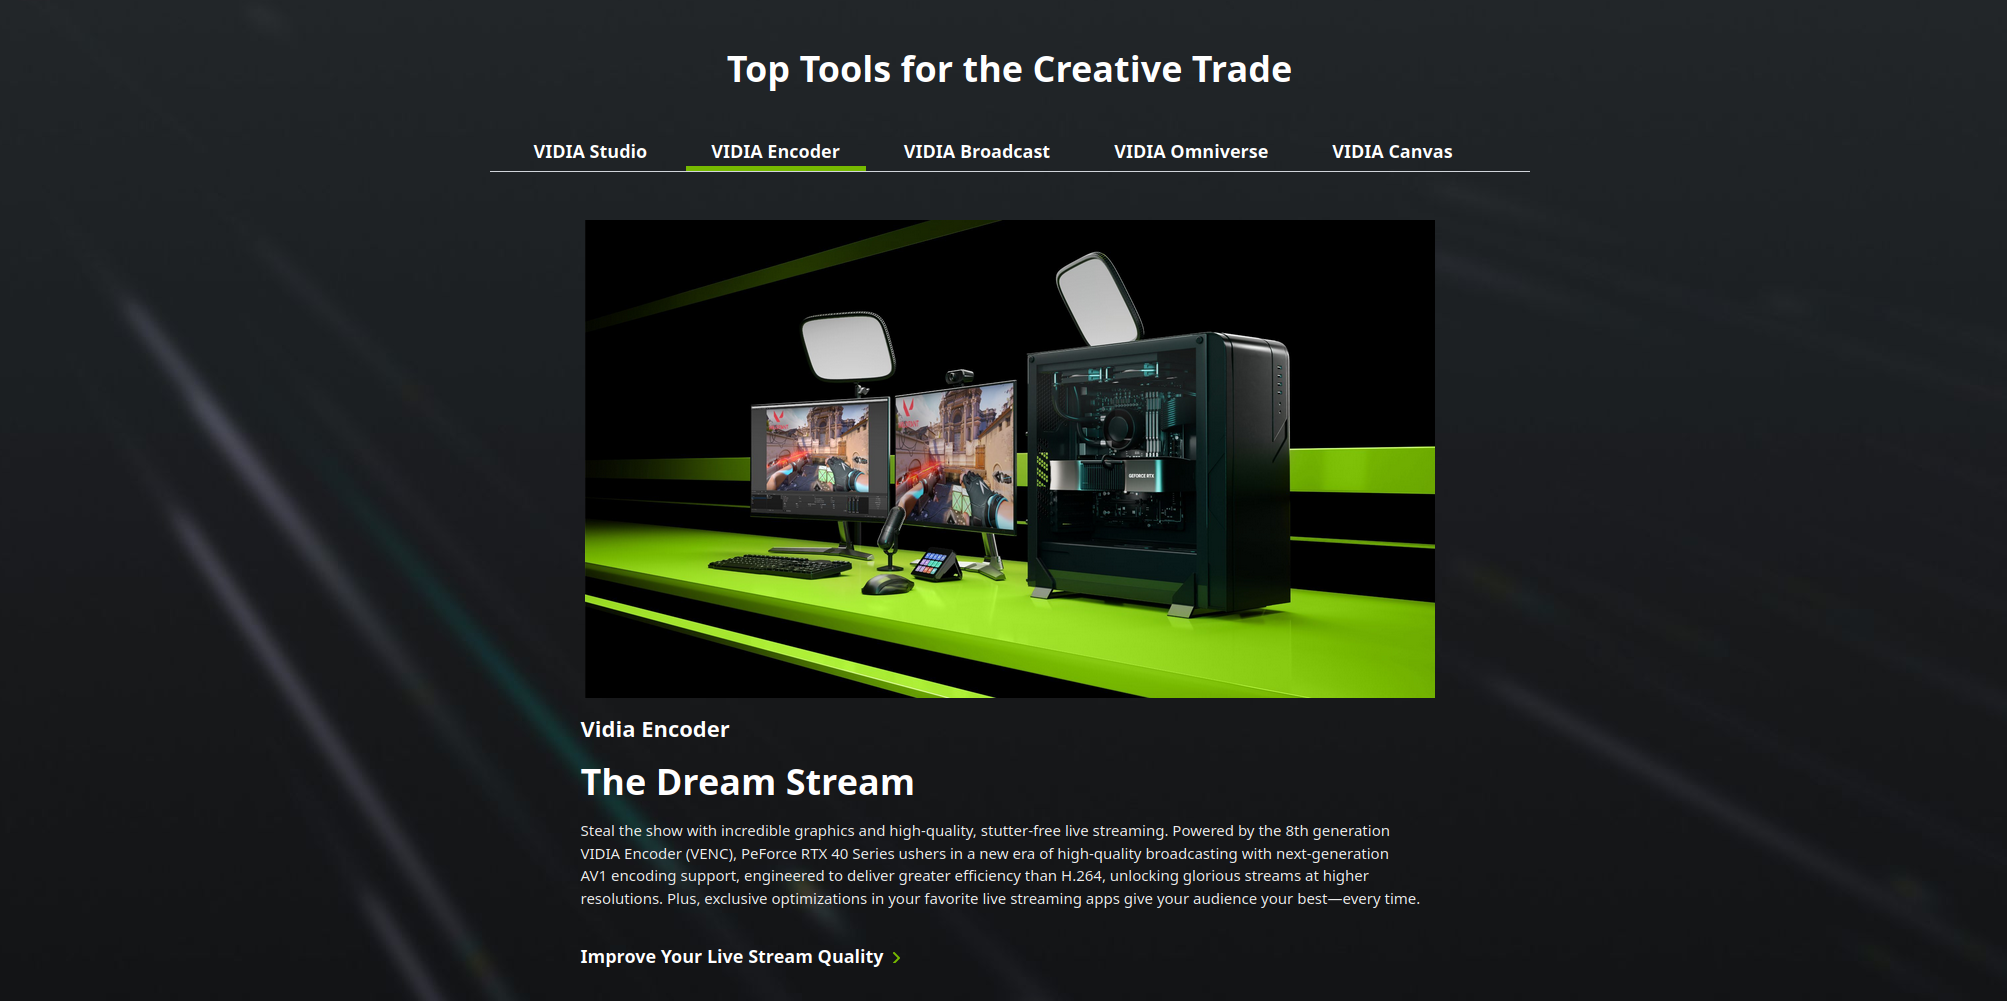 Top Tools for the Creative Trade
VIDIA Studio
VIDIA Encoder
VIDIA Broadcast
VIDIA Omniverse
VIDIA Canvas
GEFORCE RTX
Vidia Encoder
The Dream Stream
Steal the show with incredible graphics and high-quality, stutter-free live streaming. Powered by the 8th generation
VIDIA Encoder (VENC), PeForce RTX 40 Series ushers in a new era of high-quality broadcasting with next-generation
AV1 encoding support, engineered to deliver greater efficiency than H.264, unlocking glorious streams at higher
resolutions. Plus, exclusive optimizations in your favorite live streaming apps give your audience your best—every time.
Improve Your Live Stream Quality